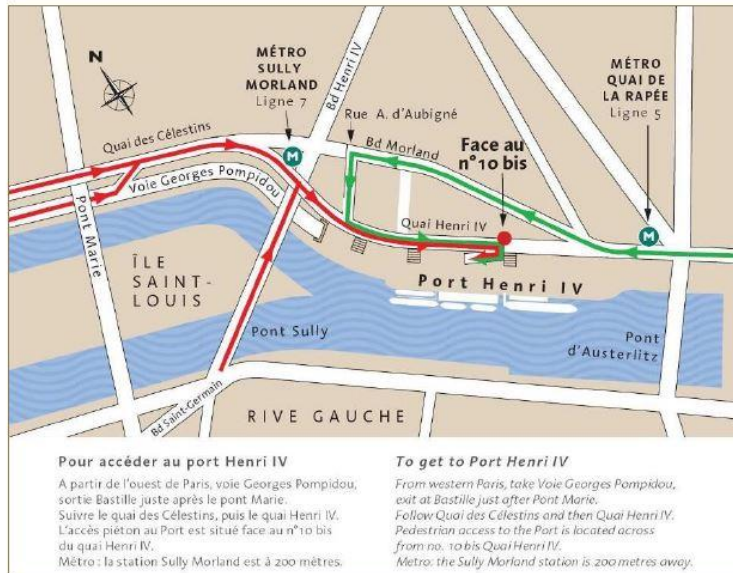 N
MÉTRO
SULLY
MORLAND
Ligne 7
Bd Henri IV
MÉTRO
QUAI DE
LA RAPÉE
Ligne 5
Rue A. d'Aubigné
Quai des Célestins
M
Bd Morland
Face au
n°10 bis
Voie Georges Pompidou
Quai Henri IV
M
Pont Marie
ÎLE
SAINT-
LOUIS
Port Henri IV
Pont Sully
Pont
d'Austerlitz
Bd Saint-Germain
RIVE GAUCHE
Pour accéder au port Henri IV
A partir de l'ouest de Paris, voie Georges Pompidou,
sortie Bastille juste après le pont Marie.
Suivre le quai des Célestins, puis le quai Henri IV.
L'accès piéton au Port est situé face au n°10 bis
du quai Henri IV.
Métro : la station Sully Morland est à 200 mètres.
To get to Port Henri IV
From western Paris, take Voie Georges Pompidou,
exit at Bastille just after Pont Marie.
Follow Quai des Célestins and then Quai Henri IV.
Pedestrian access to the Port is located across
from no. 10 bis Quai Henri IV.
Metro: the Sully Morland station is 200 metres away.